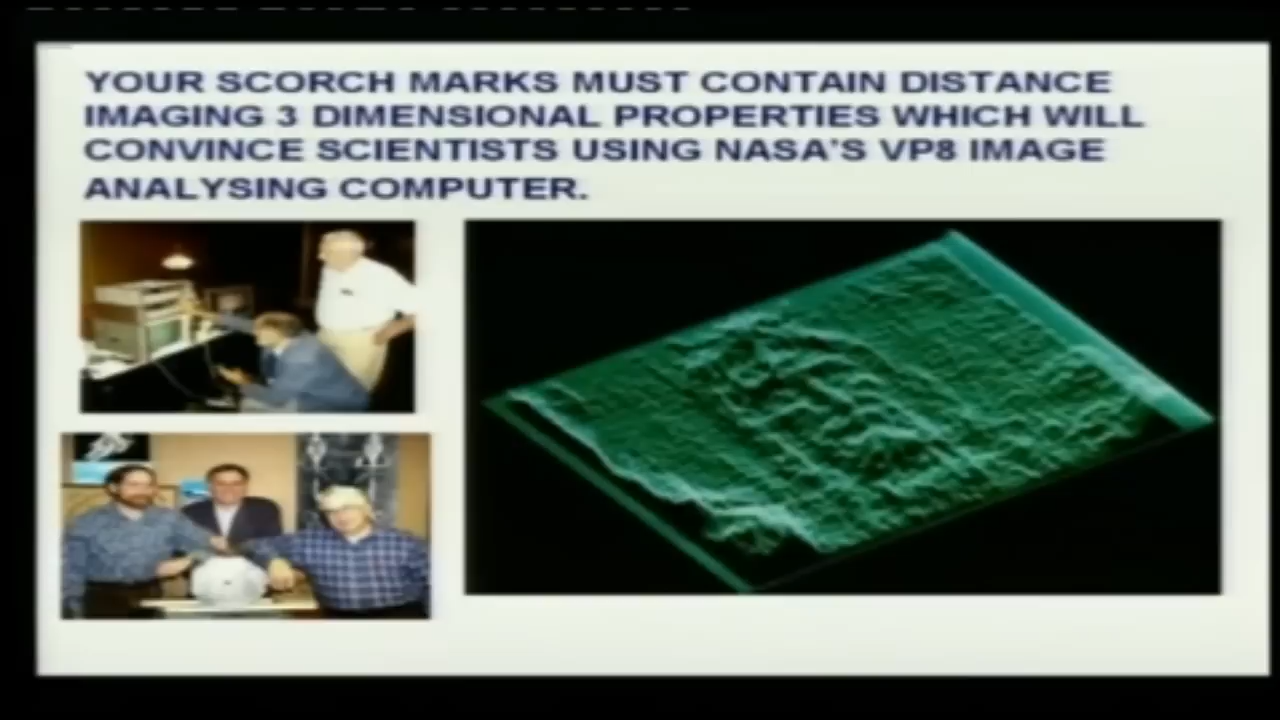 YOUR SCORCH MARKS MUST CONTAIN DISTANCE
IMAGING 3 DIMENSIONAL PROPERTIES WHICH WILL
CONVINCE SCIENTISTS USING NASA'S VP8 IMAGE
ANALYSING COMPUTER.